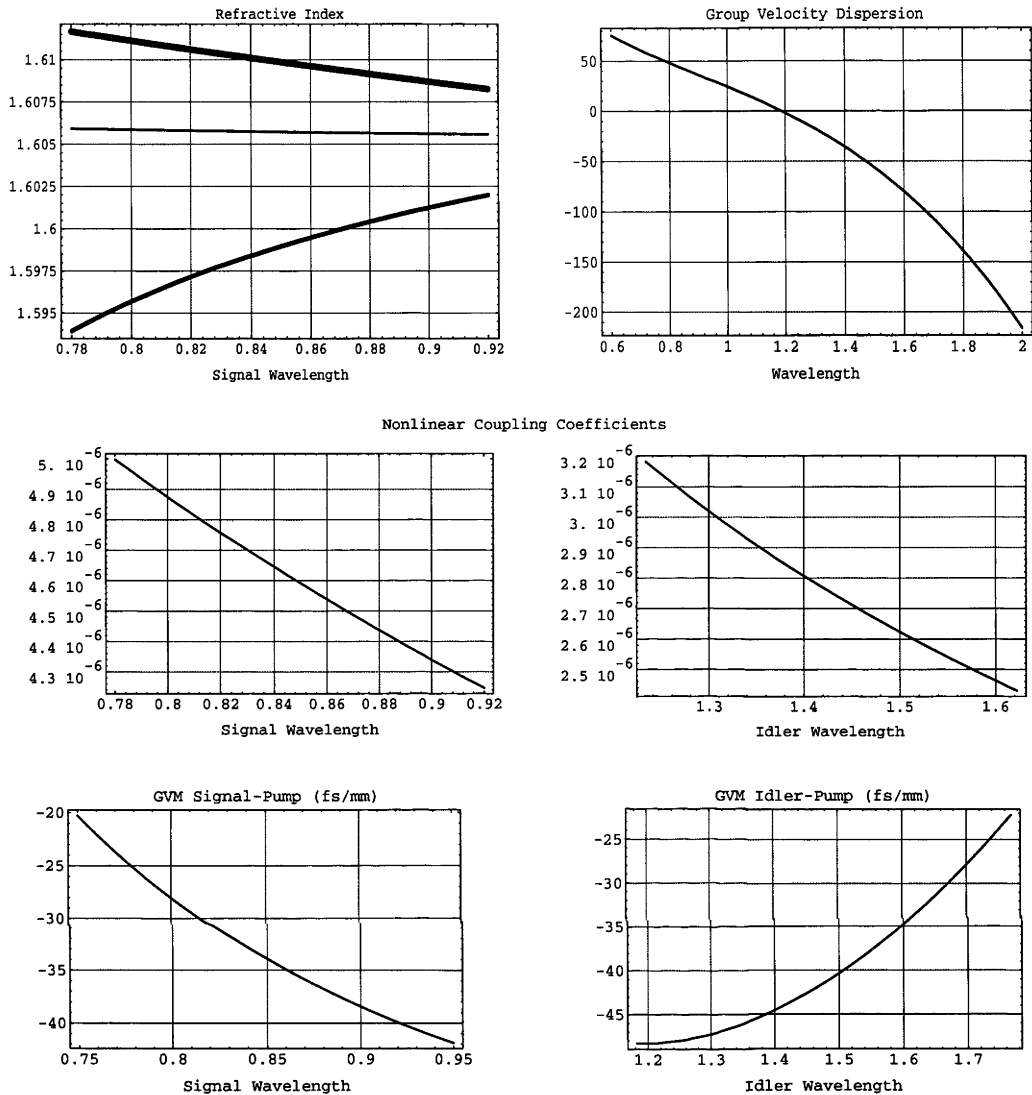 Refractive Index
1.61
1.6075
1.605
1.6025
1.6
1.5975
1.595
0.78 0.8 0.82 0.84 0.86 0.88 0.9 0.92
Signal Wavelength
Group Velocity Dispersion
50
0
-50
-100
-150
-200
0.6 0.8 1 1.2 1.4 1.6 1.8 2
Wavelength
Nonlinear Coupling Coefficients
5. 10^-6
4.9 10^-6
4.8 10^-6
4.7 10^-6
4.6 10^-6
4.5 10^-6
4.4 10^-6
4.3 10^-6
0.78 0.8 0.82 0.84 0.86 0.88 0.9 0.92
Signal Wavelength
3.2 10^-6
3.1 10^-6
3. 10^-6
2.9 10^-6
2.8 10^-6
2.7 10^-6
2.6 10^-6
2.5 10^-6
1.3 1.4 1.5 1.6
Idler Wavelength
GVM Signal-Pump (fs/mm)
-20
-25
-30
-35
-40
0.75 0.8 0.85 0.9 0.95
Signal Wavelength
GVM Idler-Pump (fs/mm)
-25
-30
-35
-40
-45
1.2 1.3 1.4 1.5 1.6 1.7
Idler Wavelength